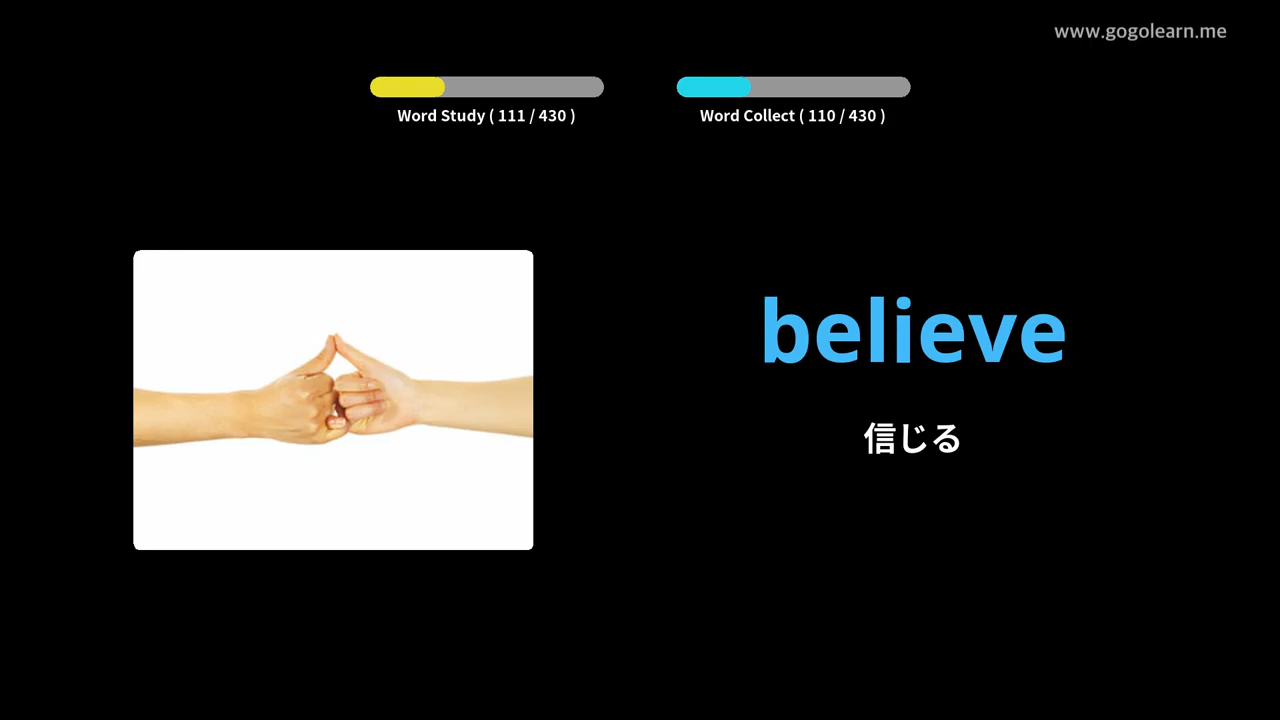 www.gogolearn.me
Word Study ( 111 / 430 )
Word Collect ( 110 / 430 )
believe
信じる